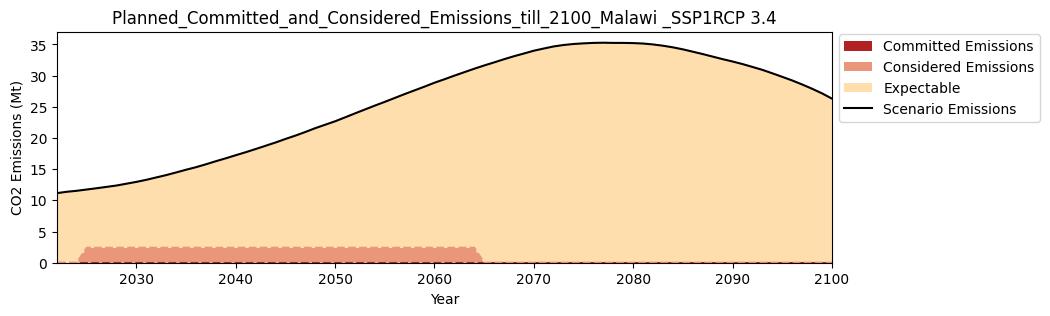 Planned_Committed_and_Considered_Emissions_till_2100_Malawi _SSP1RCP 3.4
35
30
25
20
15
10
5
0
CO2 Emissions (Mt)
2030
2040
2050
2060
2070
2080
2090
2100
Year
Committed Emissions
Considered Emissions
Expectable
Scenario Emissions